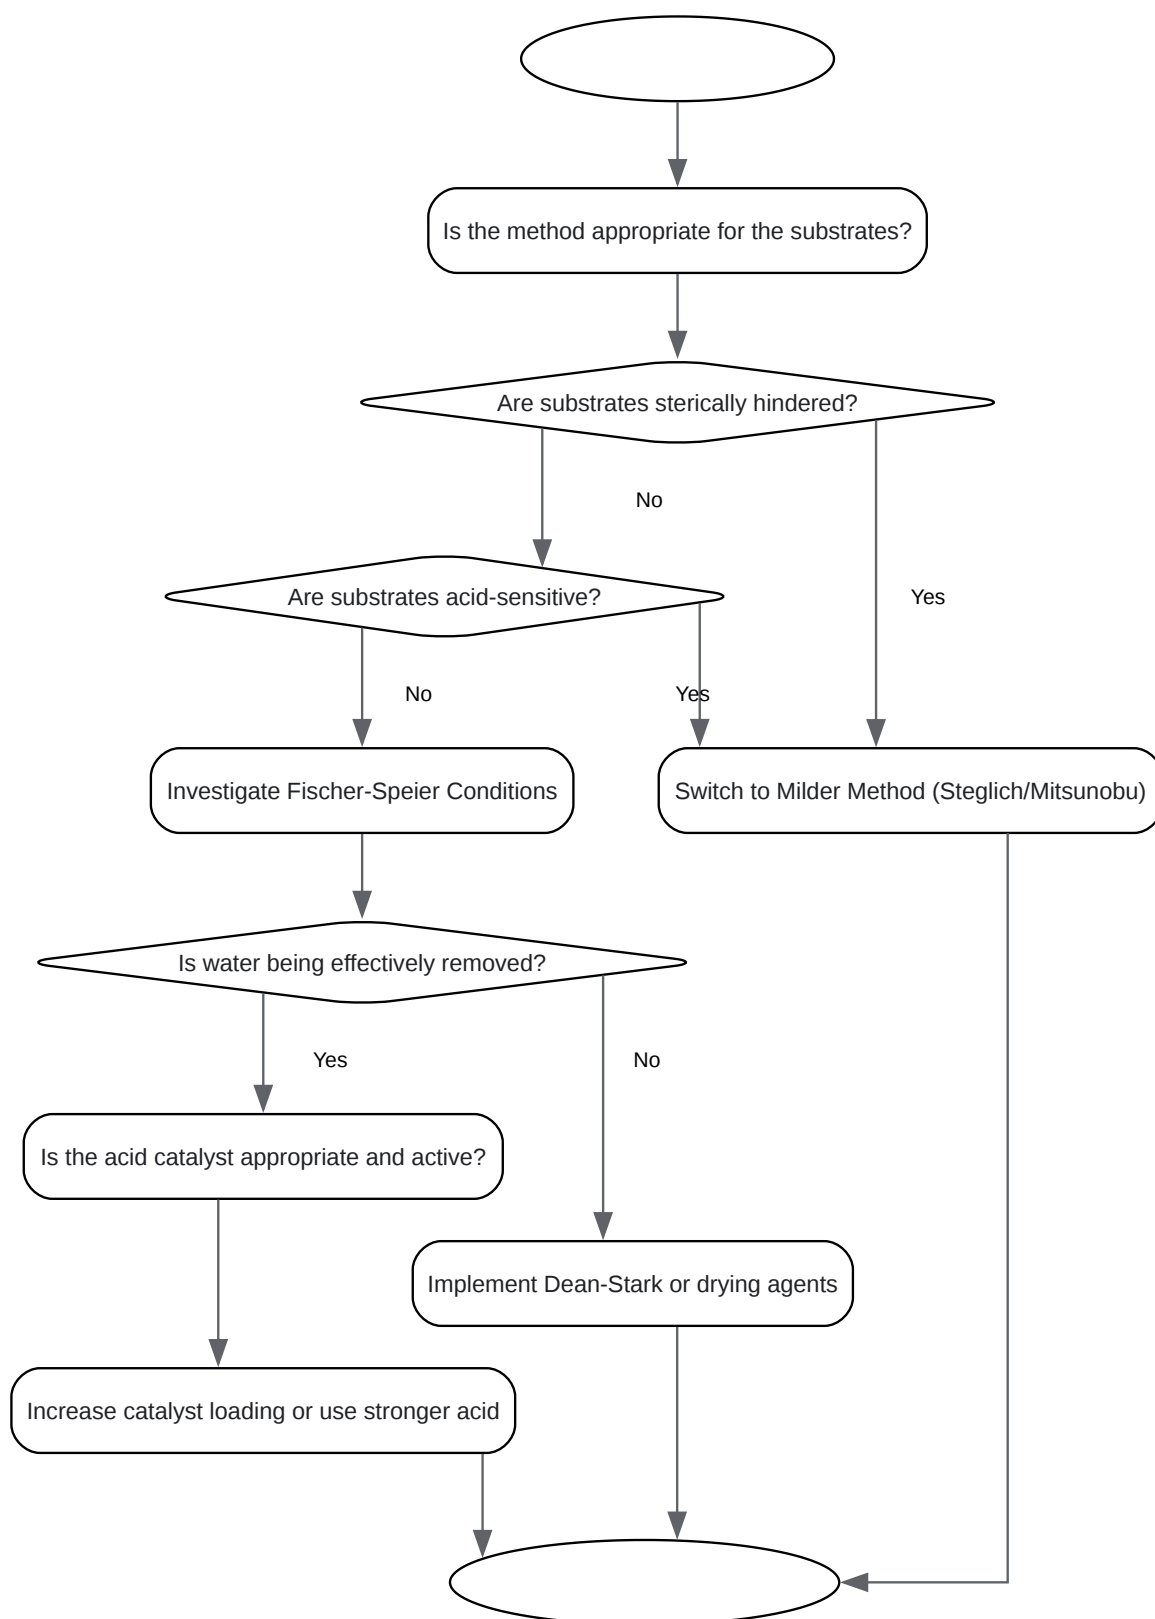 Is the method appropriate for the substrates?
Are substrates sterically hindered?
No
Are substrates acid-sensitive?
Yes
No
Yes
Investigate Fischer-Speier Conditions
Switch to Milder Method (Steglich/Mitsunobu)
Is water being effectively removed?
Yes
No
Is the acid catalyst appropriate and active?
Implement Dean-Stark or drying agents
Increase catalyst loading or use stronger acid